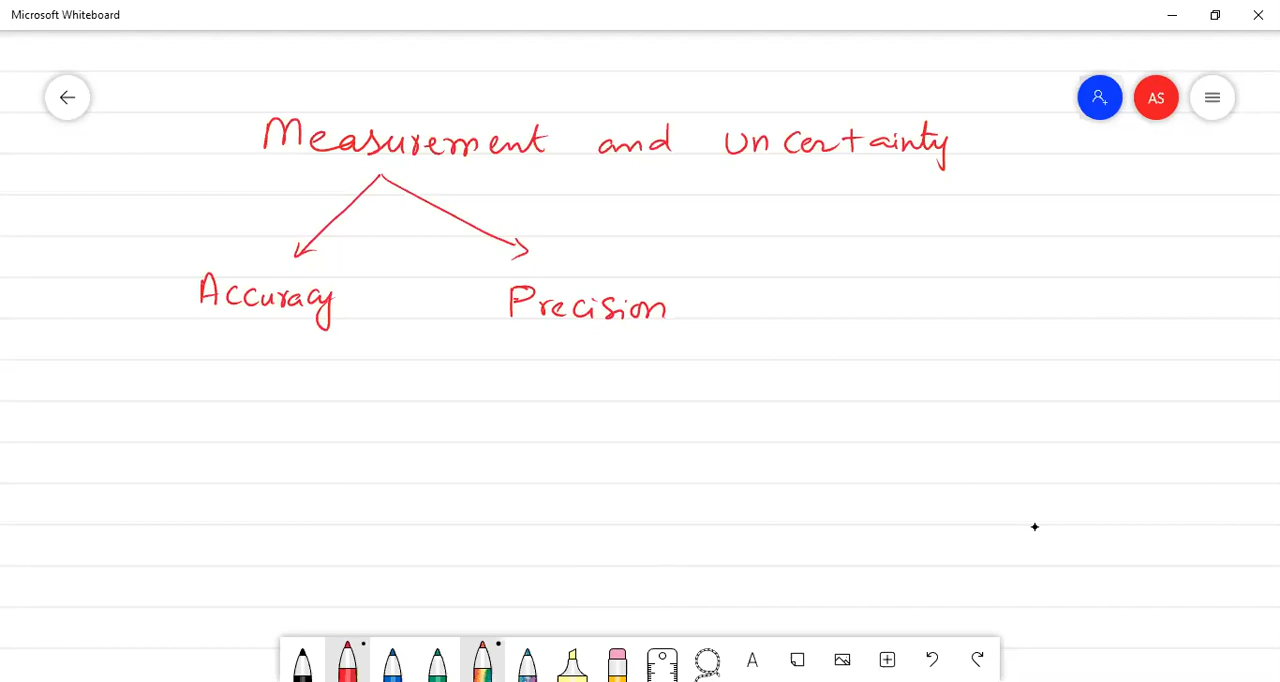 Microsoft Whiteboard
AS
Measurement and uncertainty
Accuracy Precision
A